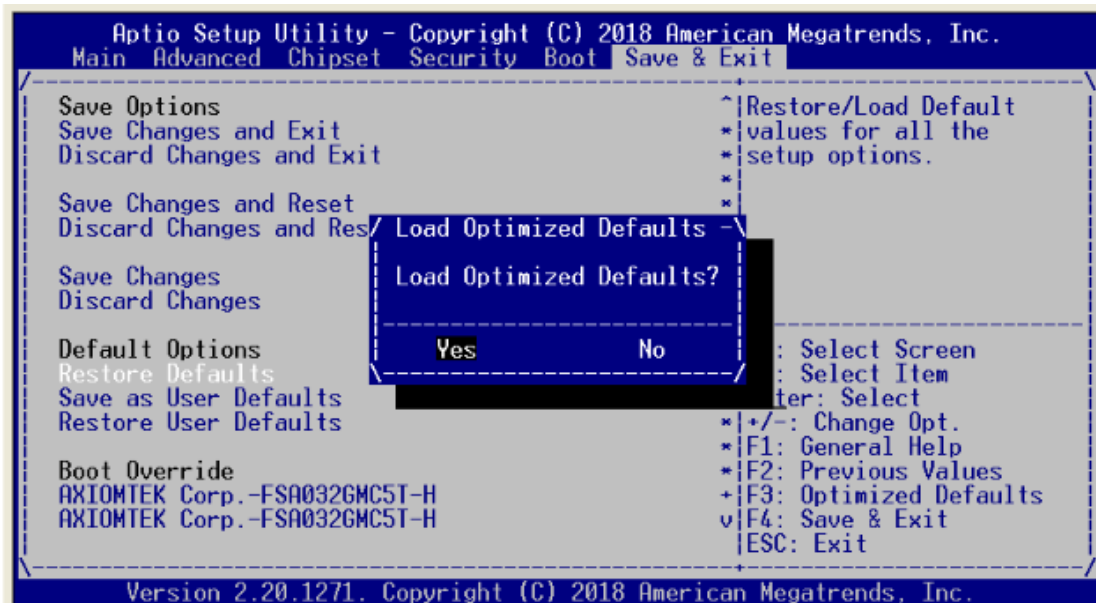 Aptio Setup Utility - Copyright (C) 2018 American Megatrends, Inc.
Main Advanced Chipset Security Boot Save & Exit
Save Options
Save Changes and Exit
Discard Changes and Exit
Save Changes and Reset
Discard Changes and Res
Save Changes
Discard Changes
Default Options
Restore Defaults
Save as User Defaults
Restore User Defaults
Boot Override
AXIOMTEK Corp.-FSA032GMC5T-H
AXIOMTEK Corp.-FSA032GMC5T-H
Load Optimized Defaults
Load Optimized Defaults?
Yes No
Restore/Load Default
values for all the
setup options.
: Select Screen
: Select Item
ter: Select
+/-: Change Opt.
F1: General Help
F2: Previous Values
F3: Optimized Defaults
F4: Save & Exit
ESC: Exit
Version 2.20.1271. Copyright (C) 2018 American Megatrends, Inc.